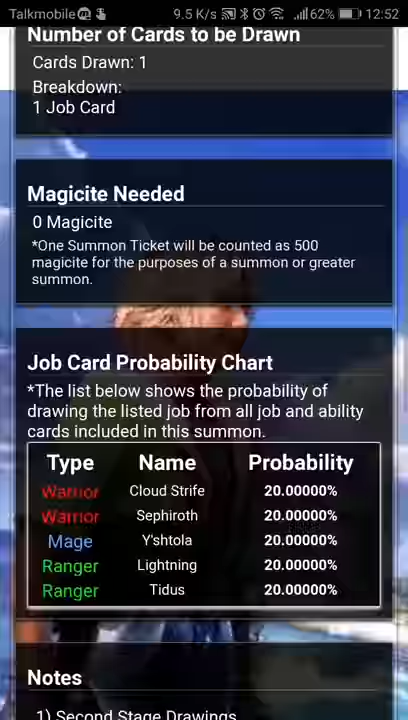 Talkmobile 9.5 K/s 62% 12:52
Number of Cards to be Drawn
Cards Drawn: 1
Breakdown:
1 Job Card
Magicite Needed
0 Magicite
*One Summon Ticket will be counted as 500
magicite for the purposes of a summon or greater
summon.
Job Card Probability Chart
*The list below shows the probability of
drawing the listed job from all job and ability
cards included in this summon.
Type Name Probability
Warrior Cloud Strife 20.00000%
Warrior Sephiroth 20.00000%
Mage Y'shtola 20.00000%
Ranger Lightning 20.00000%
Ranger Tidus 20.00000%
Notes
1) Second Stage Drawings